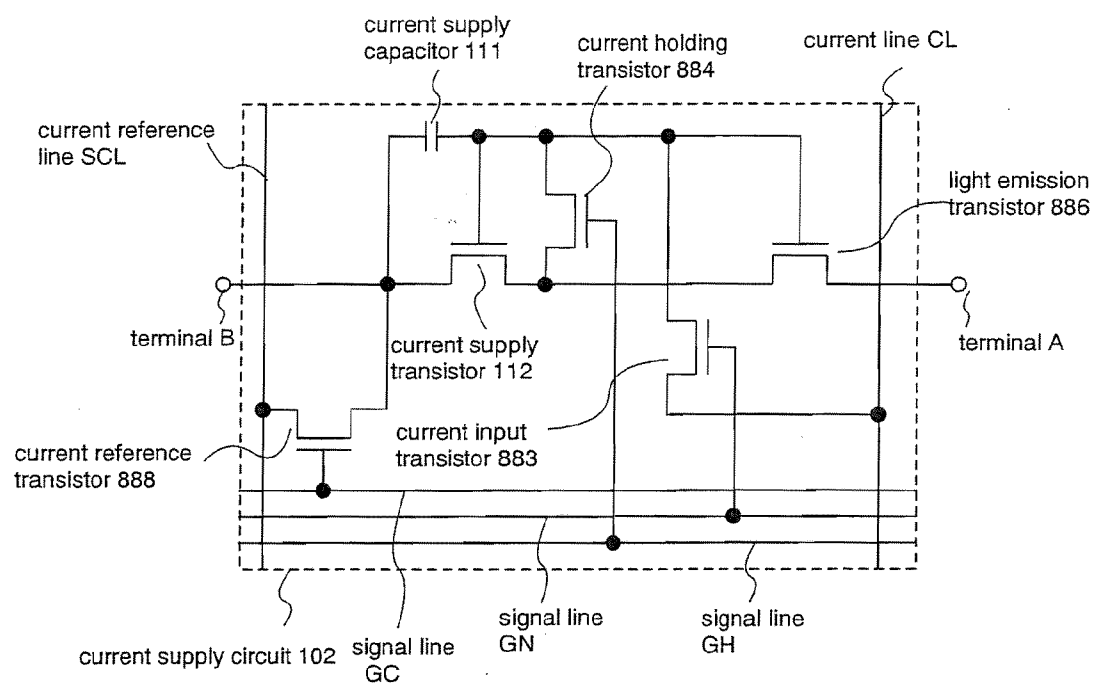 current supply
capacitor 111
current holding
transistor 884
current line CL
current reference
line SCL
light emission
transistor 886
terminal B
current supply
transistor 112
terminal A
current input
transistor 883
current reference
transistor 888
signal line
GN
signal line
GH
signal line
GC
current supply circuit 102